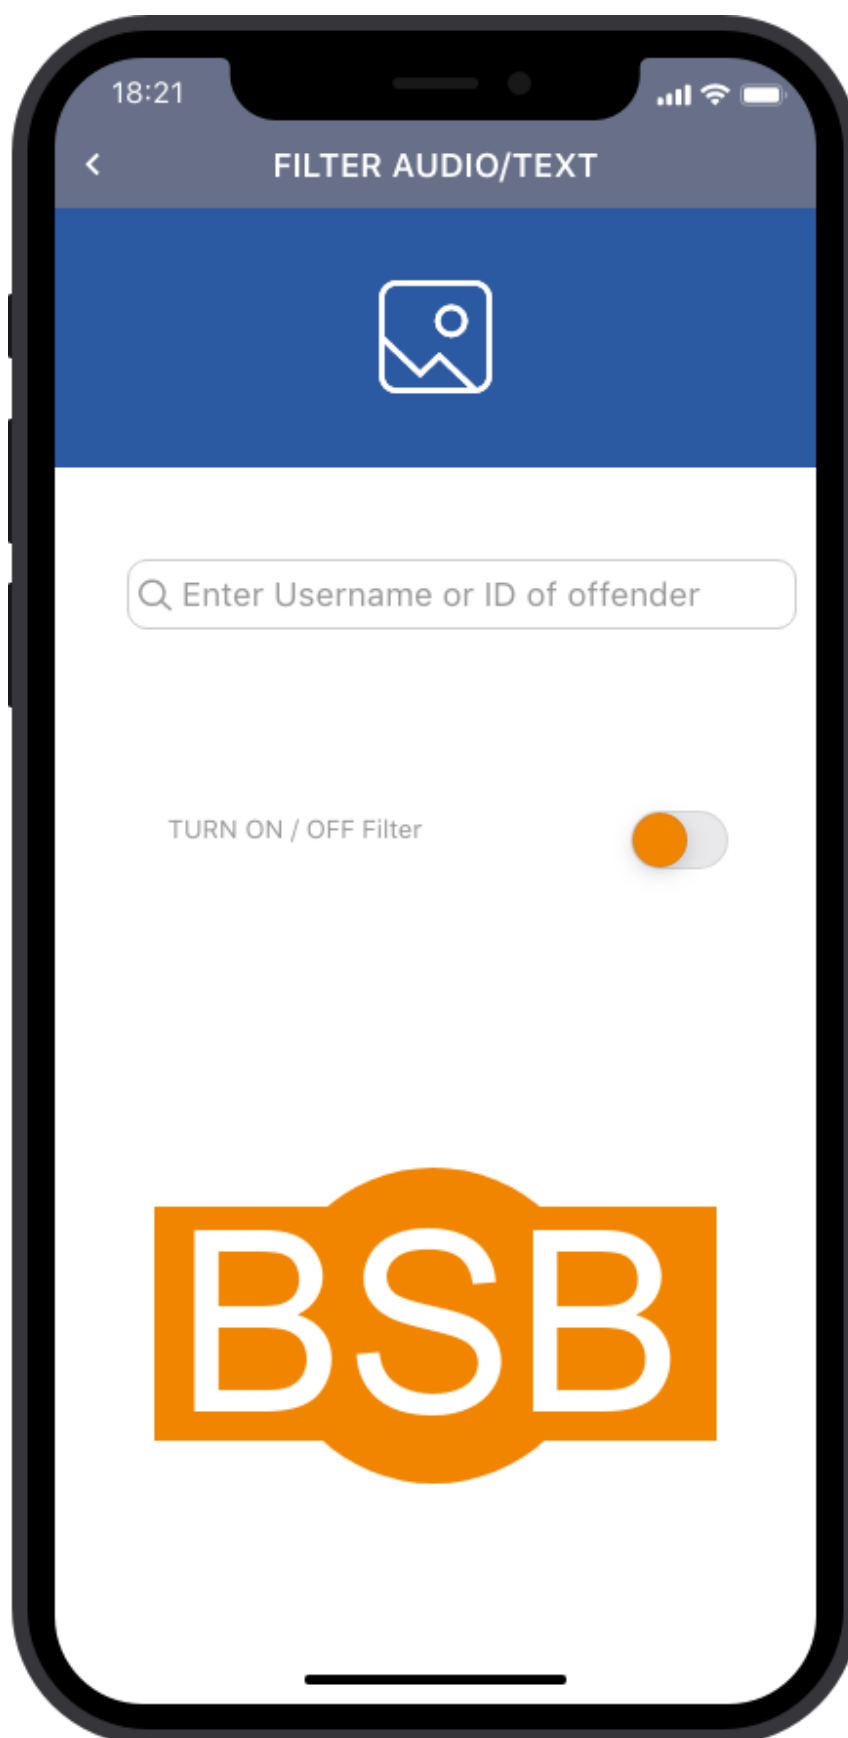 18:21
FILTER AUDIO/TEXT
Enter Username or ID of offender
TURN ON / OFF Filter
BSB